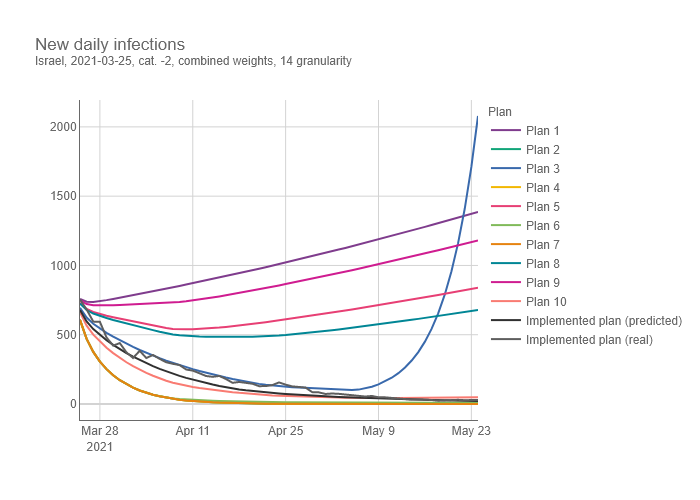 New daily infections
Israel, 2021-03-25, cat. -2, combined weights, 14 granularity
Plan
Plan 1
Plan 2
Plan 3
Plan 4
Plan 5
Plan 6
Plan 7
Plan 8
Plan 9
Plan 10
Implemented plan (predicted)
Implemented plan (real)
2000
1500
1000
500
0
Mar 28 Apr 11 Apr 25 May 9 May 23
2021